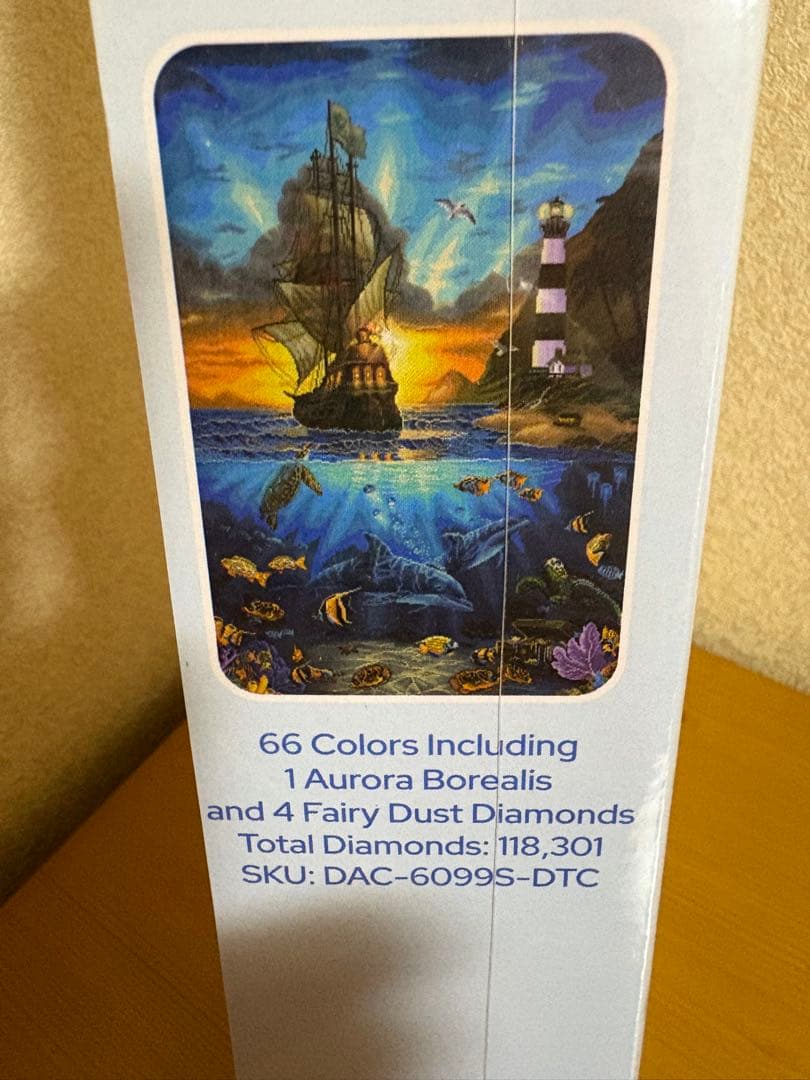 66 Colors Including
1 Aurora Borealis
and 4 Fairy Dust Diamonds
Total Diamonds: 118,301
SKU: DAC-6099S-DTC